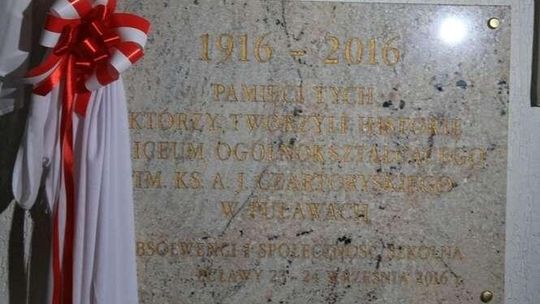 1916 - 2016
PAMIĘCI TYCH
KTÓRZY TWORZYLI HISTORIĘ
LICEUM OGÓLNOKSZTAŁCĄCEGO
IM. KS. A. J. CZARTORYSKIEGO
W PUŁAWACH
ABSOLWENCI I SPOŁECZNOŚĆ SZKOLNA
PUŁAWY 23-24 WRZEŚNIA 2016 r.